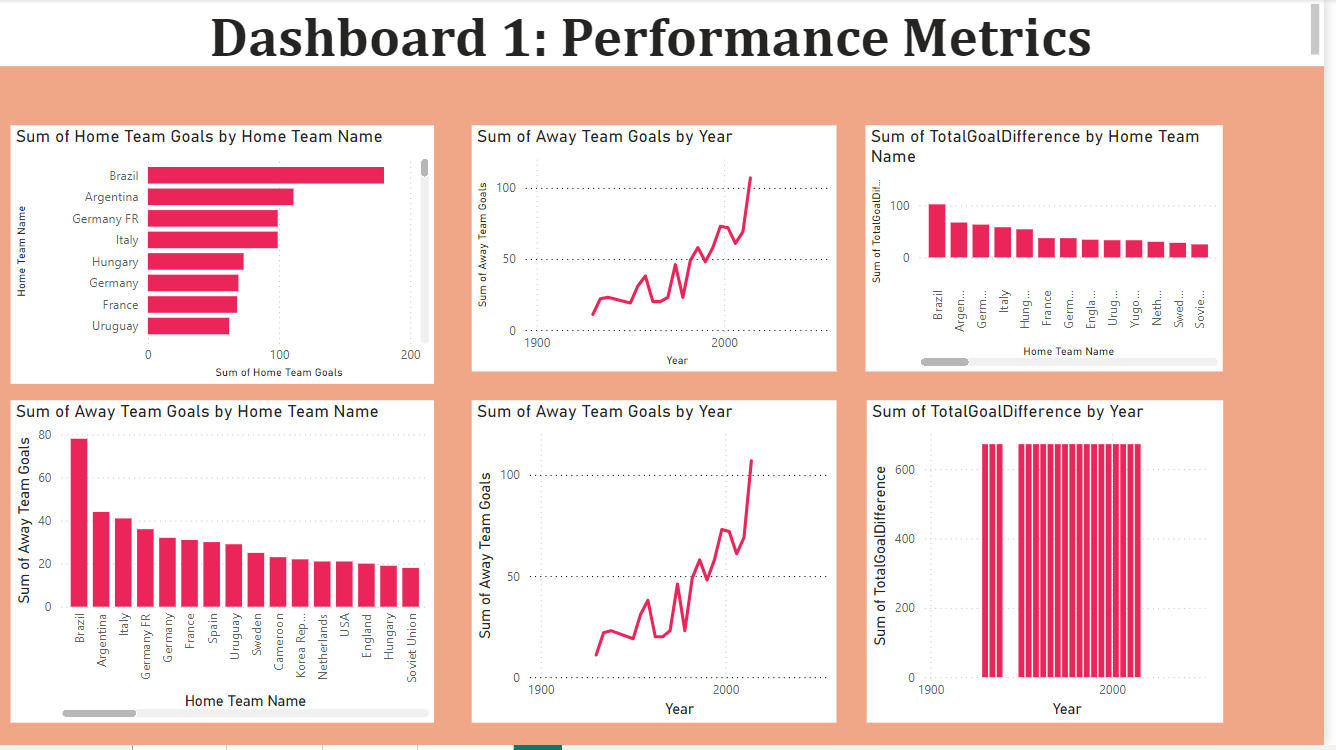 Dashboard 1: Performance Metrics
Sum of Home Team Goals by Home Team Name
Home Team Name
Brazil
Argentina
Germany FR
Italy
Hungary
Germany
France
Uruguay
0 100 200
Sum of Home Team Goals
Sum of Away Team Goals by Year
Sum of Away Team Goals
100
50
0
1900 2000
Year
Sum of TotalGoalDifference by Home Team
Name
Sum of TotalGoalDif...
100
0
Brazil
Argen...
Germ...
Italy
Hung...
France
Germ...
Engla...
Urug...
Yugo...
Neth...
Swed...
Sovie...
Home Team Name
Sum of Away Team Goals by Home Team Name
Sum of Away Team Goals
80
60
40
20
0
Brazil
Argentina
Italy
Germany FR
Germany
France
Spain
Uruguay
Sweden
Cameroon
Korea Rep...
Netherlands
USA
England
Hungary
Soviet Union
Home Team Name
Sum of Away Team Goals by Year
Sum of Away Team Goals
100
50
0
1900 2000
Year
Sum of TotalGoalDifference by Year
Sum of TotalGoalDifference
600
400
200
0
1900 2000
Year